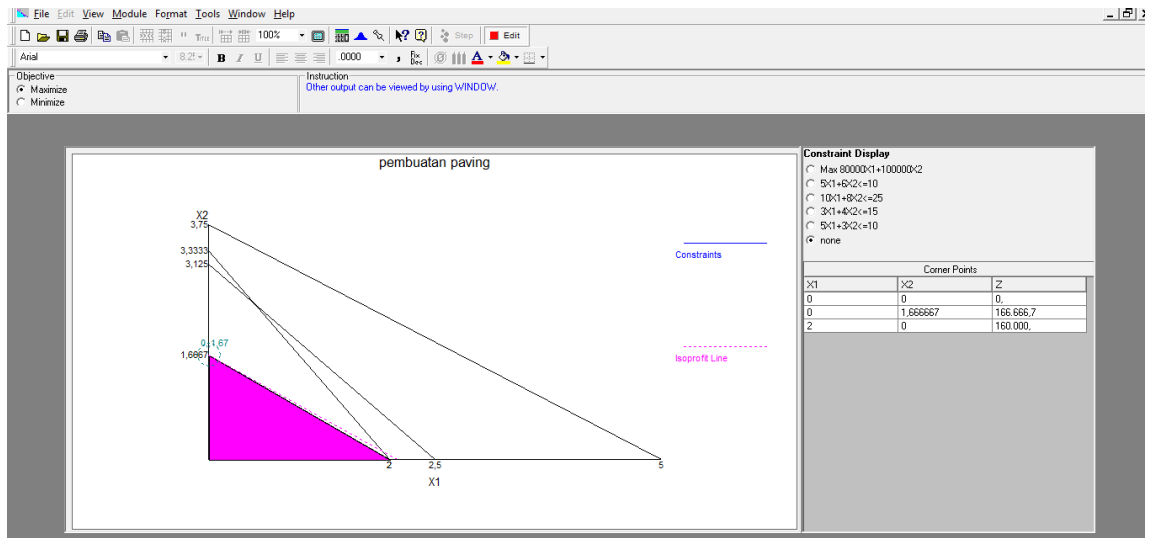 File Edit View Module Format Tools Window Help
100% Step Edit
Arial 8.2! B I U .0000 , Fix Dec A
Objective
Maximize
Minimize
Instruction
Other output can be viewed by using WINDOW.
pembuatan paving
X2
3,75
3,3333
3,125
0, 1,67
1,6667
2
2,5
5
X1
Constraints
Isoprofit Line
Constraint Display
Max 80000X1+100000X2
5X1+6X2<=10
10X1+8X2<=25
3X1+4X2<=15
5X1+3X2<=10
none
Corner Points
X1 X2 Z
0 0 0,
0 1,666667 166.666,7
2 0 160.000,